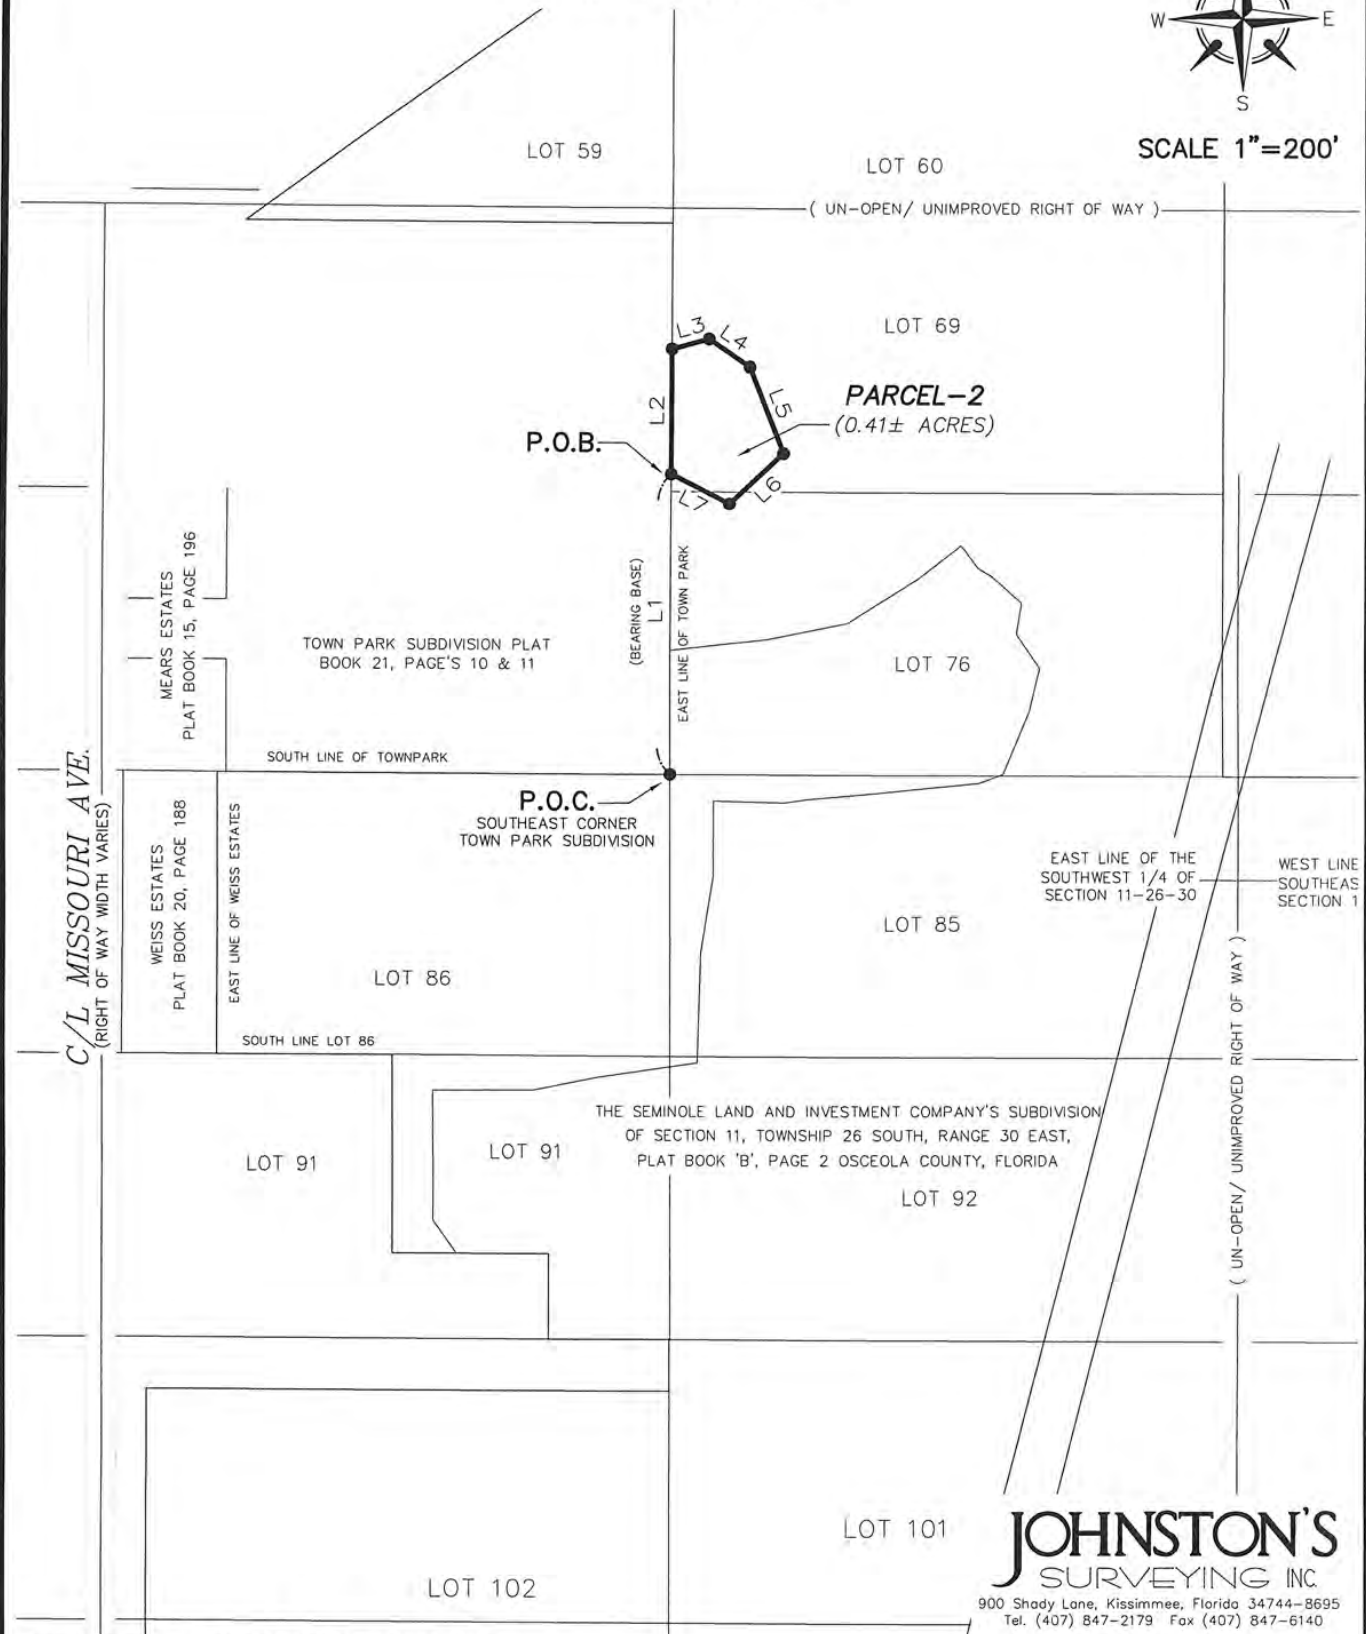 W
E
S
SCALE 1"=200'
LOT 59
LOT 60
( UN-OPEN/ UNIMPROVED RIGHT OF WAY )
LOT 69
L3
L4
L2
L5
PARCEL-2
(0.41± ACRES)
P.O.B.
L6
L7
MEARS ESTATES
PLAT BOOK 15, PAGE 196
(BEARING BASE)
L1
EAST LINE OF TOWN PARK
TOWN PARK SUBDIVISION PLAT
BOOK 21, PAGE'S 10 & 11
LOT 76
SOUTH LINE OF TOWNPARK
P.O.C.
SOUTHEAST CORNER
TOWN PARK SUBDIVISION
C/L MISSOURI AVE.
(RIGHT OF WAY WIDTH VARIES)
WEISS ESTATES
PLAT BOOK 20, PAGE 188
EAST LINE OF WEISS ESTATES
EAST LINE OF THE
SOUTHWEST 1/4 OF
SECTION 11-26-30
WEST LINE
SOUTHEAS
SECTION 1
LOT 85
LOT 86
SOUTH LINE LOT 86
( UN-OPEN/ UNIMPROVED RIGHT OF WAY )
THE SEMINOLE LAND AND INVESTMENT COMPANY'S SUBDIVISION
OF SECTION 11, TOWNSHIP 26 SOUTH, RANGE 30 EAST,
PLAT BOOK 'B', PAGE 2 OSCEOLA COUNTY, FLORIDA
LOT 91
LOT 91
LOT 92
LOT 101
LOT 102
JOHNSTON'S
SURVEYING INC.
900 Shady Lane, Kissimmee, Florida 34744-8695
Tel. (407) 847-2179 Fax (407) 847-6140